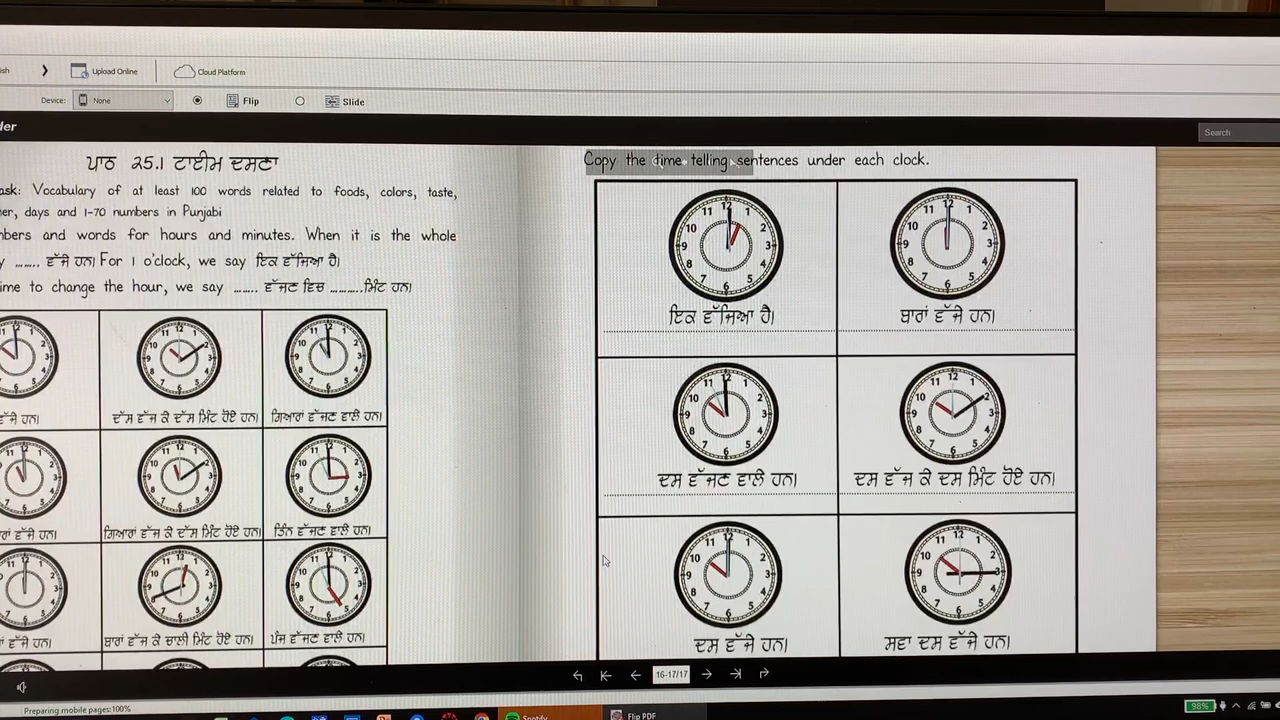 Upload Online
Cloud Platform
Device: None
Flip
Slide
Search
ਪਾਠ 25.1 ਟਾਈਮ ਦਸਣਾ
ask: Vocabulary of at least 100 words related to foods, colors, taste,
days and 1-70 numbers in Punjabi
and words for hours and minutes. When it is the whole
........ ਵੱਜੇ ਹਨ। For 1 o'clock, we say ਇਕ ਵੱਜਿਆ ਹੈ।
to change the hour, we say ........ ਵੱਜਣ ਵਿਚ ..........ਮਿੰਟ ਹਨ।
ਵੱਜੇ ਹਨ।
ਦੱਸ ਵੱਜ ਕੇ ਦੱਸ ਮਿੰਟ ਹੋਏ ਹਨ।
ਗਿਆਰਾਂ ਵੱਜਣ ਵਾਲੇ ਹਨ।
ਵੱਜੇ ਹਨ।
ਗਿਆਰਾਂ ਵੱਜ ਕੇ ਦੱਸ ਮਿੰਟ ਹੋਏ ਹਨ।
ਤਿੰਨ ਵੱਜਣ ਵਾਲੇ ਹਨ।
ਵੱਜੇ ਹਨ।
ਬਾਰਾਂ ਵੱਜ ਕੇ ਚਾਲੀ ਮਿੰਟ ਹੋਏ ਹਨ।
ਪੰਜ ਵੱਜਣ ਵਾਲੇ ਹਨ।
Copy the time telling sentences under each clock.
ਇਕ ਵੱਜਿਆ ਹੈ।
ਬਾਰਾਂ ਵੱਜੇ ਹਨ।
ਦਸ ਵੱਜਣ ਵਾਲੇ ਹਨ।
ਦਸ ਵੱਜ ਕੇ ਦਸ ਮਿੰਟ ਹੋਏ ਹਨ।
ਦਸ ਵੱਜੇ ਹਨ।
ਸਵਾ ਦਸ ਵੱਜੇ ਹਨ।
16-17/17
Preparing mobile pages:100%
Spotify
Flip PDF
98%